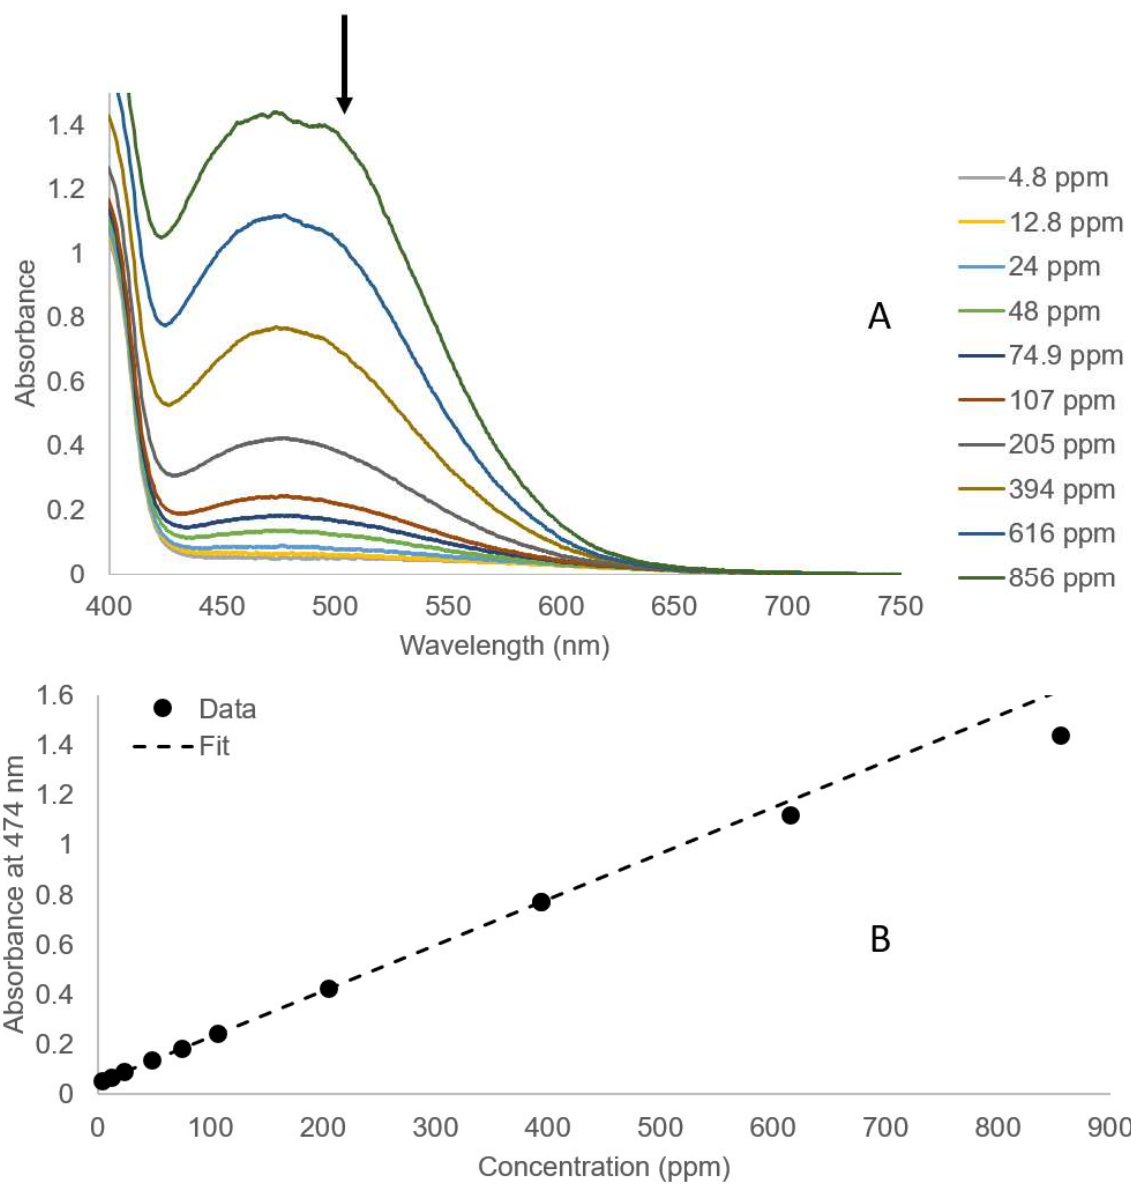 1.4
1.2
1
0.8
0.6
0.4
0.2
0
Absorbance
400 450 500 550 600 650 700 750
Wavelength (nm)
A
4.8 ppm
12.8 ppm
24 ppm
48 ppm
74.9 ppm
107 ppm
205 ppm
394 ppm
616 ppm
856 ppm
1.6
1.4
1.2
1
0.8
0.6
0.4
0.2
0
Absorbance at 474 nm
Data
Fit
B
0 100 200 300 400 500 600 700 800 900
Concentration (ppm)